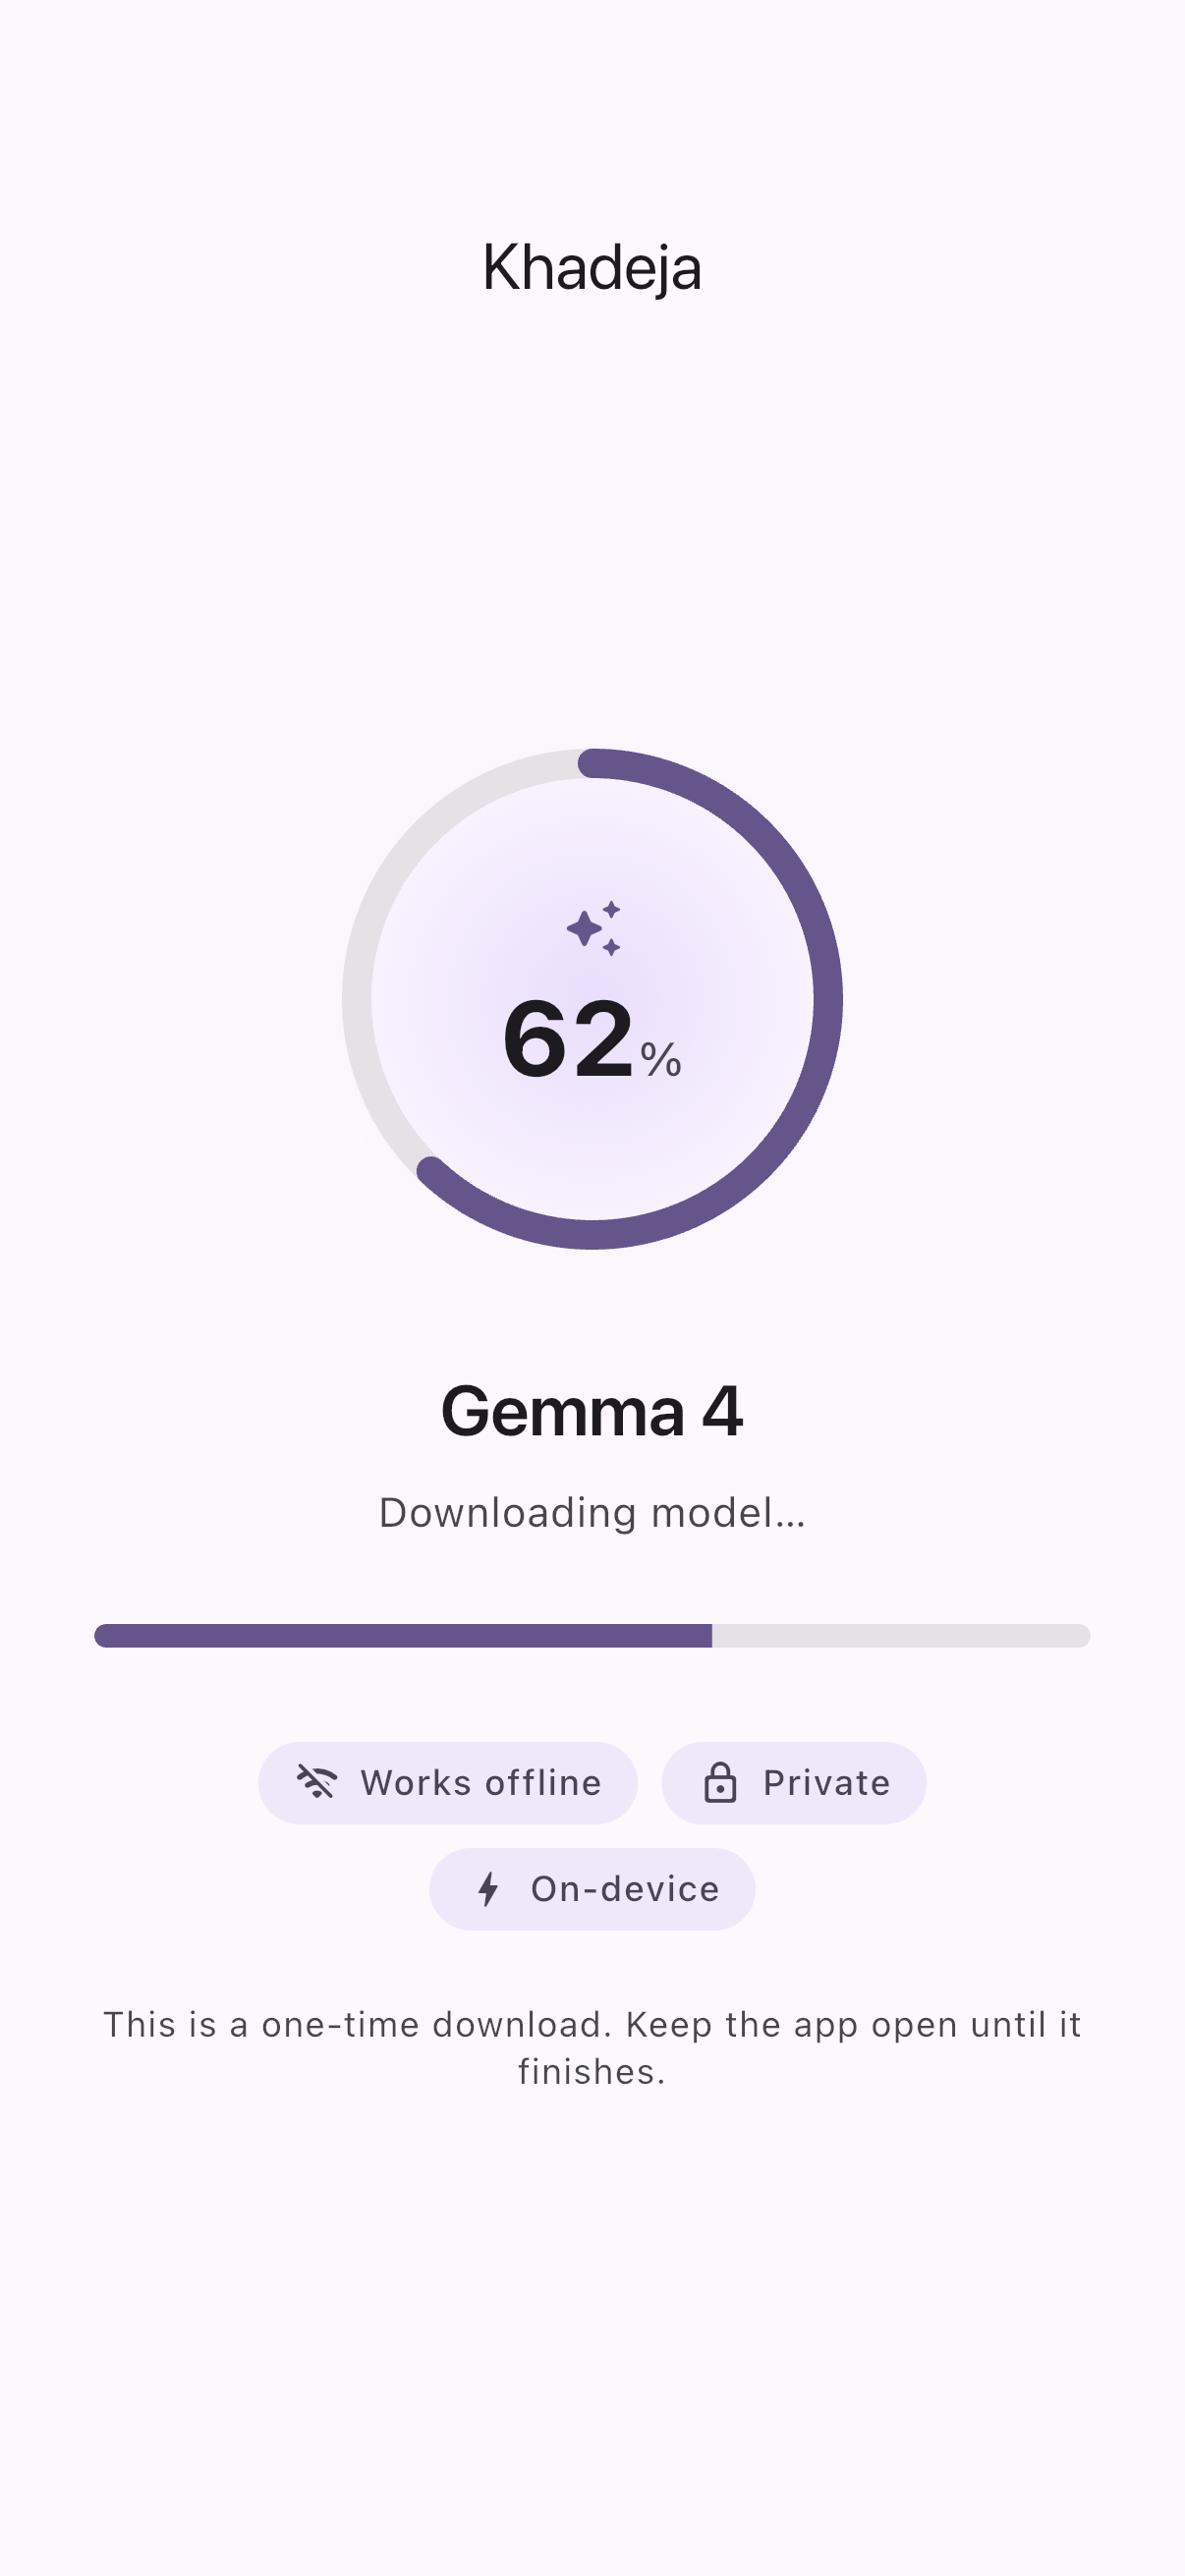 Khadeja
62%
Gemma 4
Downloading model...
Works offline
Private
On-device
This is a one-time download. Keep the app open until it
finishes.